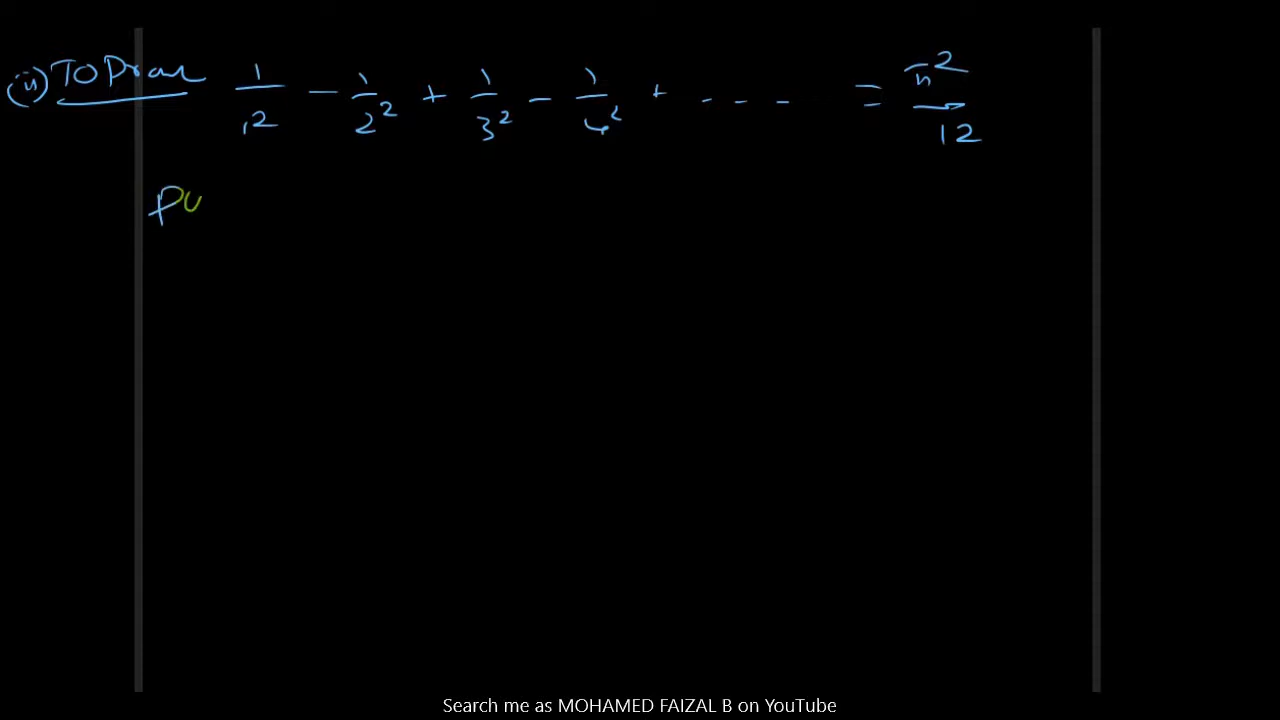 (ii) TO Prove 1/1² - 1/2² + 1/3² - 1/4² + - - - - = π²/12
PU
Search me as MOHAMED FAIZAL B on YouTube